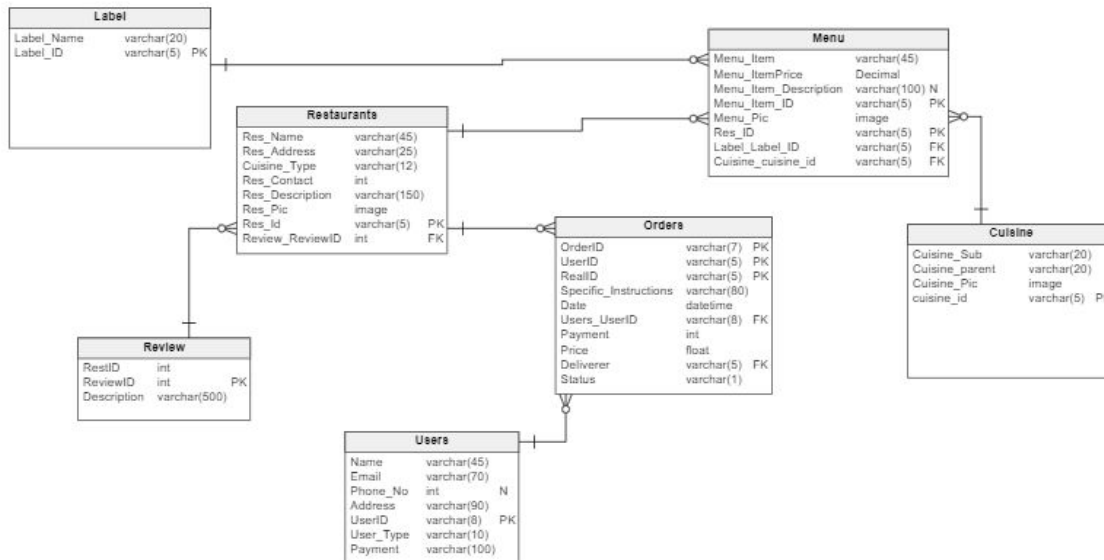 Label
Label_Name varchar(20)
Label_ID varchar(5) PK
Menu
Menu_Item varchar(45)
Menu_ItemPrice Decimal
Menu_Item_Description varchar(100) N
Menu_Item_ID varchar(5) PK
Menu_Pic image
Res_ID varchar(5) PK
Label_Label_ID varchar(5) FK
Cuisine_cuisine_id varchar(5) FK
Restaurants
Res_Name varchar(45)
Res_Address varchar(25)
Cuisine_Type varchar(12)
Res_Contact int
Res_Description varchar(150)
Res_Pic image
Res_Id varchar(5) PK
Review_ReviewID int FK
Orders
OrderID varchar(7) PK
UserID varchar(5) PK
RealID varchar(5) PK
Specific_Instructions varchar(80)
Date datetime
Users_UserID varchar(8) FK
Payment int
Price float
Deliverer varchar(5) FK
Status varchar(1)
Cuisine
Cuisine_Sub varchar(20)
Cuisine_parent varchar(20)
Cuisine_Pic image
cuisine_id varchar(5) P
Review
RestID int
ReviewID int PK
Description varchar(500)
Users
Name varchar(45)
Email varchar(70)
Phone_No int N
Address varchar(90)
UserID varchar(8) PK
User_Type varchar(10)
Payment varchar(100)